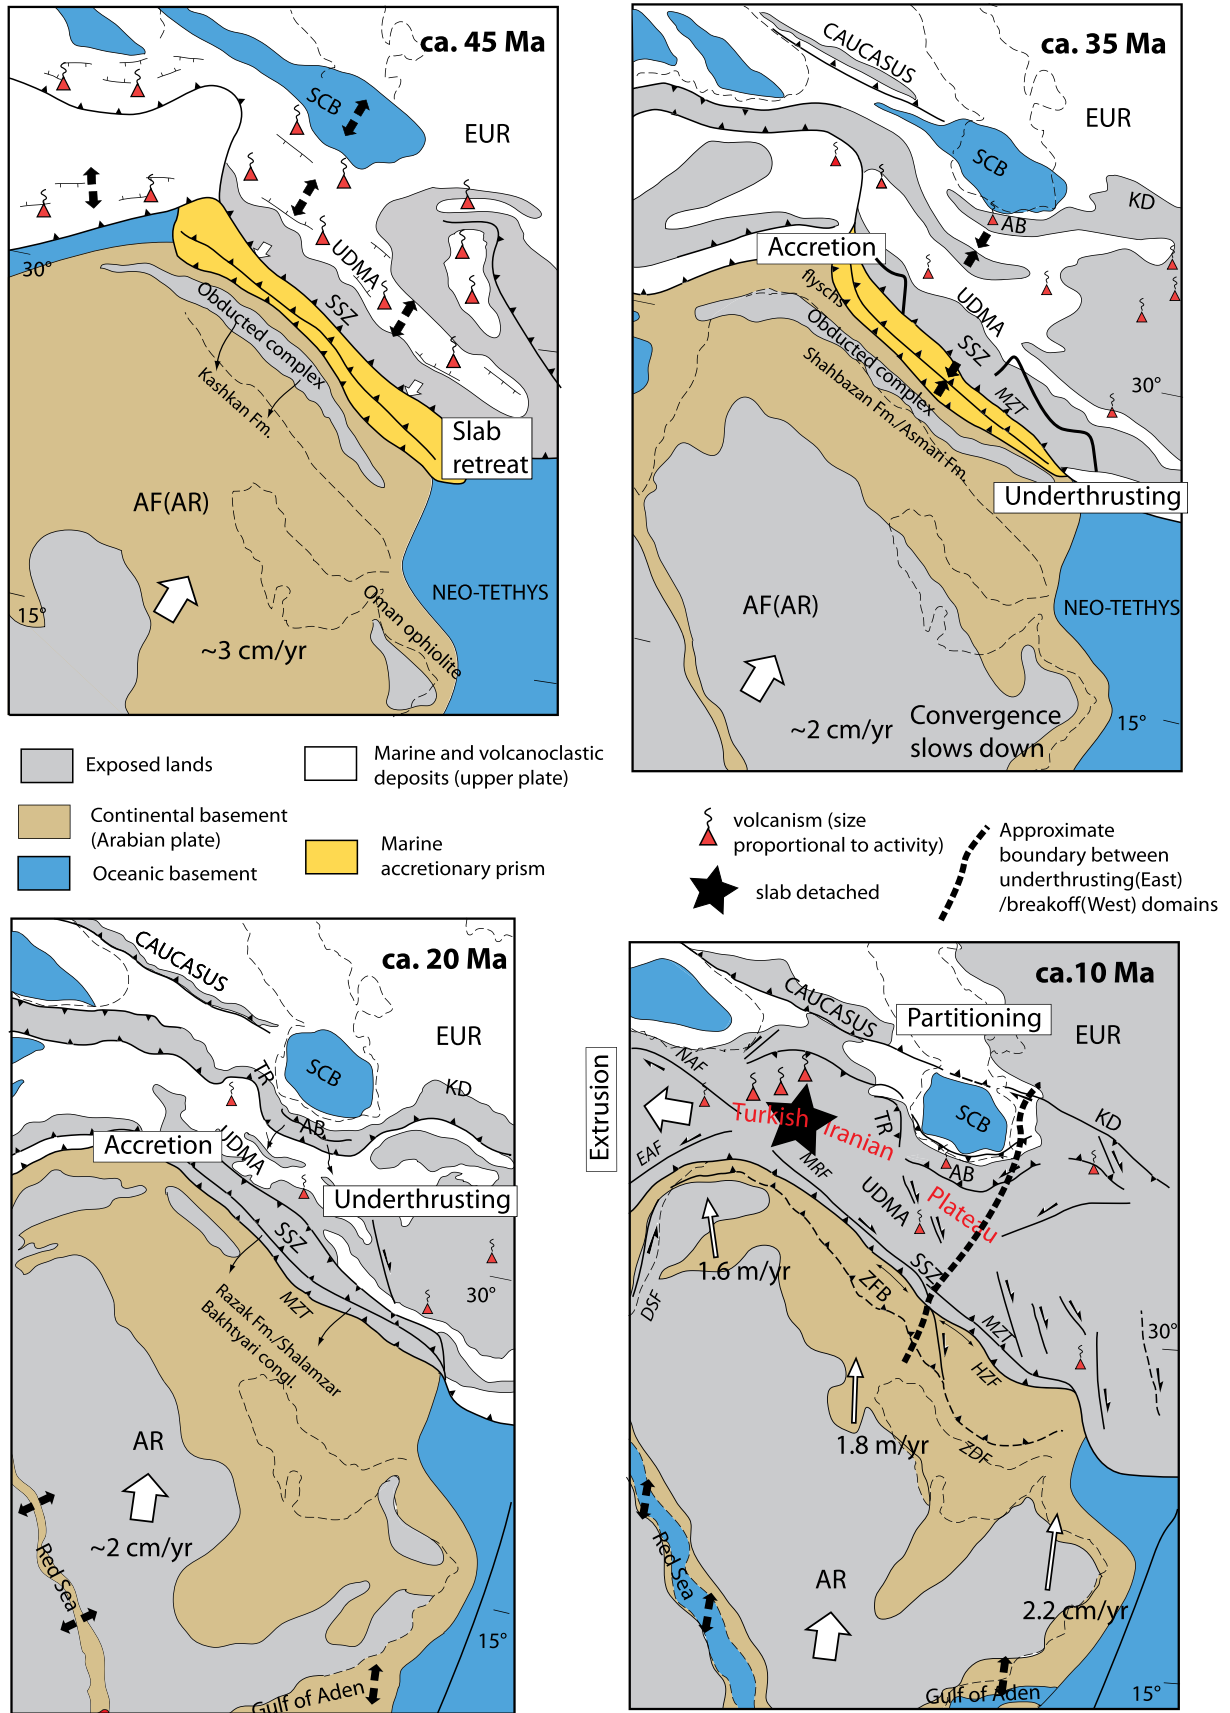 ca. 45 Ma
SCB
EUR
UDMA
SSZ
30°
Obducted complex
Kashkan Fm.
Slab
retreat
AF(AR)
NEO-TETHYS
15°
Oman ophiolite
~3 cm/yr
ca. 35 Ma
CAUCASUS
EUR
SCB
KD
AB
Accretion
flyschs
UDMA
Obducted complex
SSZ
Shahbazan Fm./Asmari Fm.
MZT
30°
Underthrusting
AF(AR)
NEO-TETHYS
~2 cm/yr
Convergence
slows down
15°
Exposed lands
Marine and volcanoclastic
deposits (upper plate)
Continental basement
(Arabian plate)
Marine
accretionary prism
Oceanic basement
volcanism (size
proportional to activity)
slab detached
Approximate
boundary between
underthrusting(East)
/breakoff(West) domains
ca. 20 Ma
CAUCASUS
EUR
SCB
TR
KD
AB
Accretion
UDMA
Underthrusting
SSZ
30°
MZT
Razak Fm./Shalamzar
Bakhtyari congl.
AR
~2 cm/yr
Red Sea
15°
Gulf of Aden
ca.10 Ma
CAUCASUS
Partitioning
EUR
NAF
Extrusion
Turkish
Iranian
Plateau
TR
SCB
KD
EAF
MRF
AB
UDMA
1.6 m/yr
DSF
ZFB
SSZ
MZT
HZF
30°
1.8 m/yr
ZDF
Red Sea
AR
2.2 cm/yr
Gulf of Aden
15°